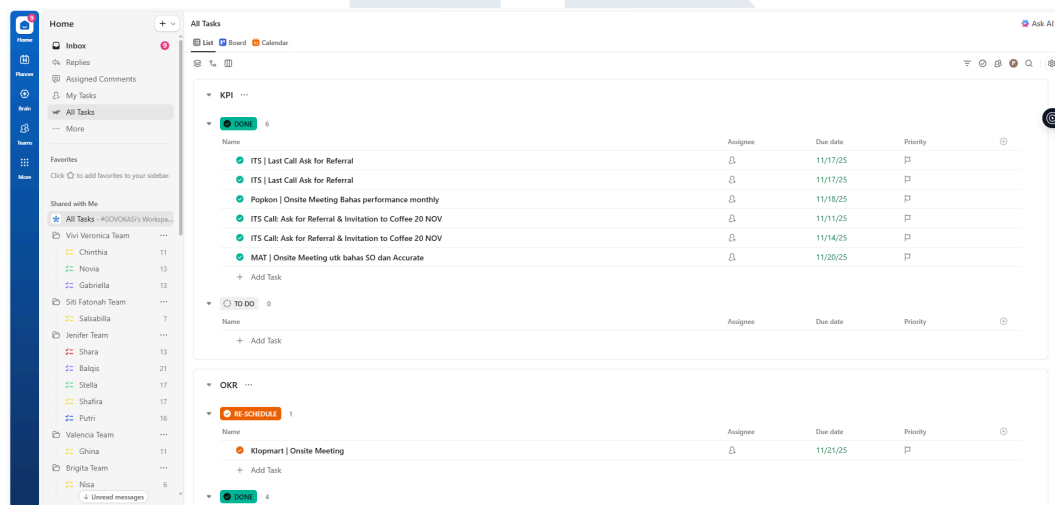 9
Home
Planner
Brain
Teams
More
Home
Inbox 9
Replies
Assigned Comments
My Tasks
All Tasks
More
Favorites
Click to add favorites to your sidebar.
Shared with Me
All Tasks - #GOVOKASI's Workspa...
Vivi Veronica Team
Chinthia 11
Novia 13
Gabriella 13
Siti Fatonah Team
Salsabilla 7
Jenifer Team
Shara 13
Balqis 21
Stella 17
Shafira 17
Putri 16
Valencia Team
Ghina 11
Brigita Team
Nisa 6
Unread messages
All Tasks
Ask AI
List Board Calendar
KPI
DONE 6
Name Assignee Due date Priority
ITS | Last Call Ask for Referral 11/17/25
ITS | Last Call Ask for Referral 11/17/25
Popkon | Onsite Meeting Bahas performance monthly 11/18/25
ITS Call: Ask for Referral & Invitation to Coffee 20 NOV 11/11/25
ITS Call: Ask for Referral & Invitation to Coffee 20 NOV 11/14/25
MAT | Onsite Meeting utk bahas SO dan Accurate 11/20/25
Add Task
TO DO 0
Name Assignee Due date Priority
Add Task
OKR
RE-SCHEDULE 1
Name Assignee Due date Priority
Klopmart | Onsite Meeting 11/21/25
Add Task
DONE 4